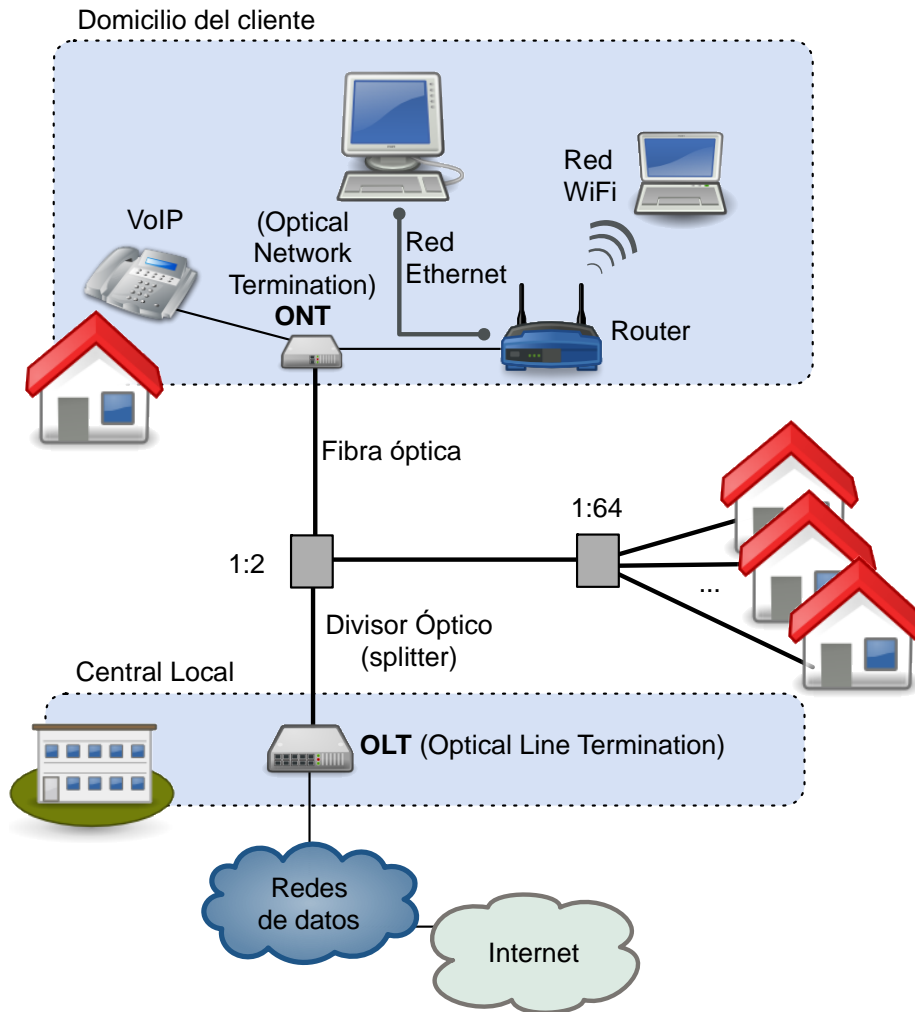 Domicilio del cliente
Red
WiFi
VoIP
(Optical
Network
Termination)
ONT
Red
Ethernet
Router
Fibra óptica
1:64
1:2
...
Divisor Óptico
(splitter)
Central Local
OLT (Optical Line Termination)
Redes
de datos
Internet